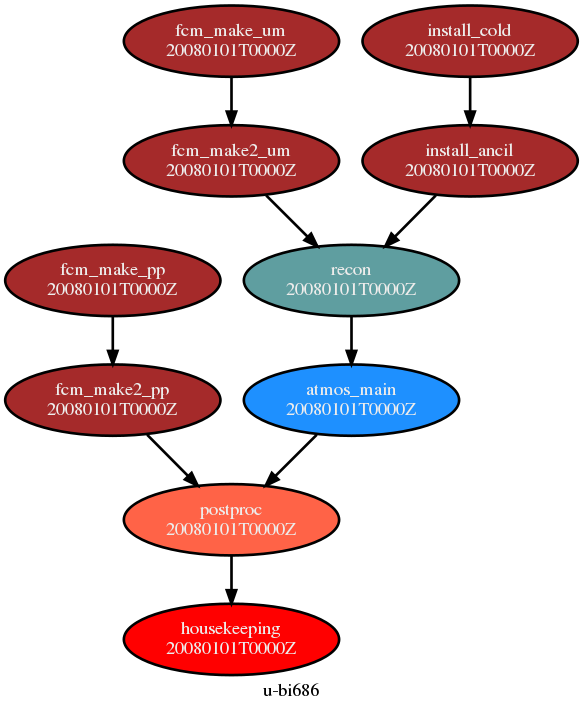 fcm_make_um
20080101T0000Z
install_cold
20080101T0000Z
fcm_make2_um
20080101T0000Z
install_ancil
20080101T0000Z
fcm_make_pp
20080101T0000Z
recon
20080101T0000Z
fcm_make2_pp
20080101T0000Z
atmos_main
20080101T0000Z
postproc
20080101T0000Z
housekeeping
20080101T0000Z
u-bi686